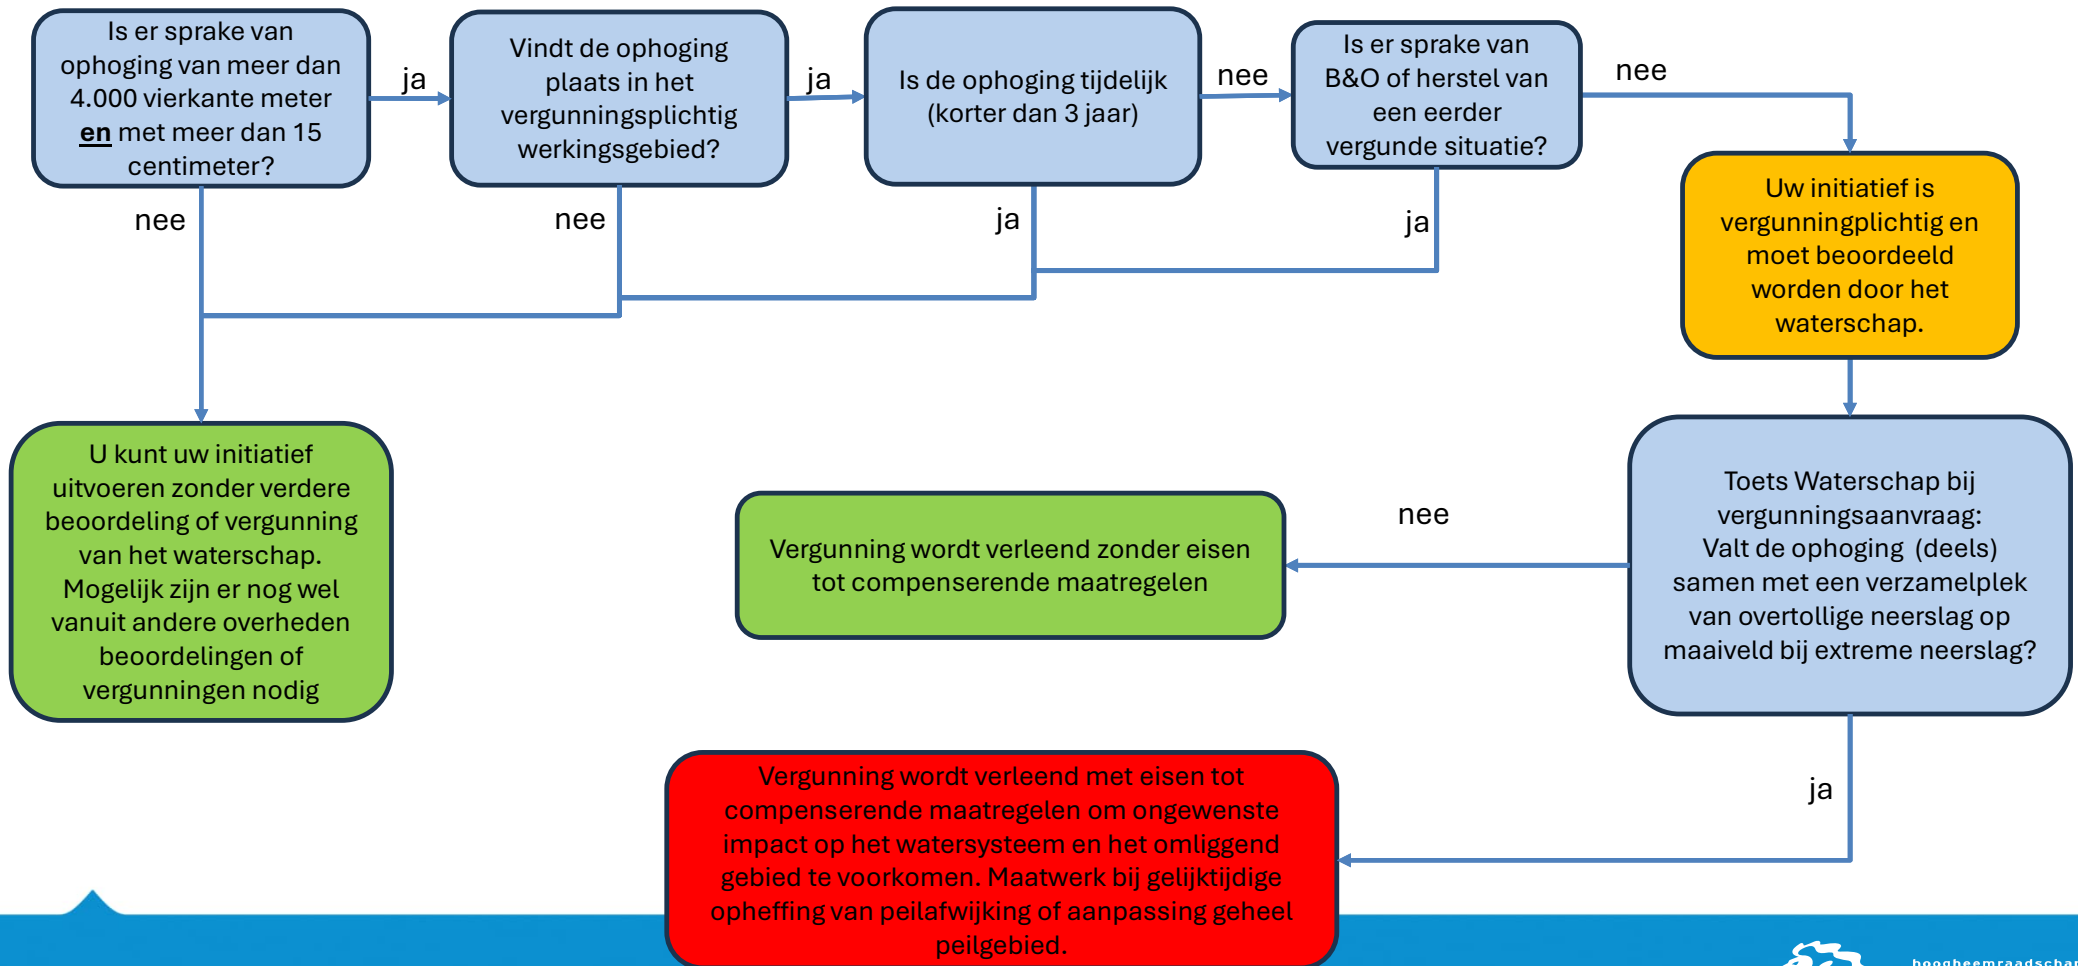 Is er sprake van
ophoging van meer dan
4.000 vierkante meter
en met meer dan 15
centimeter?
ja
Vindt de ophoging
plaats in het
vergunningsplichtig
werkingsgebied?
ja
Is de ophoging tijdelijk
(korter dan 3 jaar)
nee
Is er sprake van
B&O of herstel van
een eerder
vergunde situatie?
nee
nee
nee
ja
ja
Uw initiatief is
vergunningplichtig en
moet beoordeeld
worden door het
waterschap.
U kunt uw initiatief
uitvoeren zonder verdere
beoordeling of vergunning
van het waterschap.
Mogelijk zijn er nog wel
vanuit andere overheden
beoordelingen of
vergunningen nodig
Vergunning wordt verleend zonder eisen
tot compenserende maatregelen
nee
Toets Waterschap bij
vergunningsaanvraag:
Valt de ophoging (deels)
samen met een verzamelplek
van overtollige neerslag op
maaiveld bij extreme neerslag?
ja
Vergunning wordt verleend met eisen tot
compenserende maatregelen om ongewenste
impact op het watersysteem en het omliggend
gebied te voorkomen. Maatwerk bij gelijktijdige
opheffing van peilafwijking of aanpassing geheel
peilgebied.